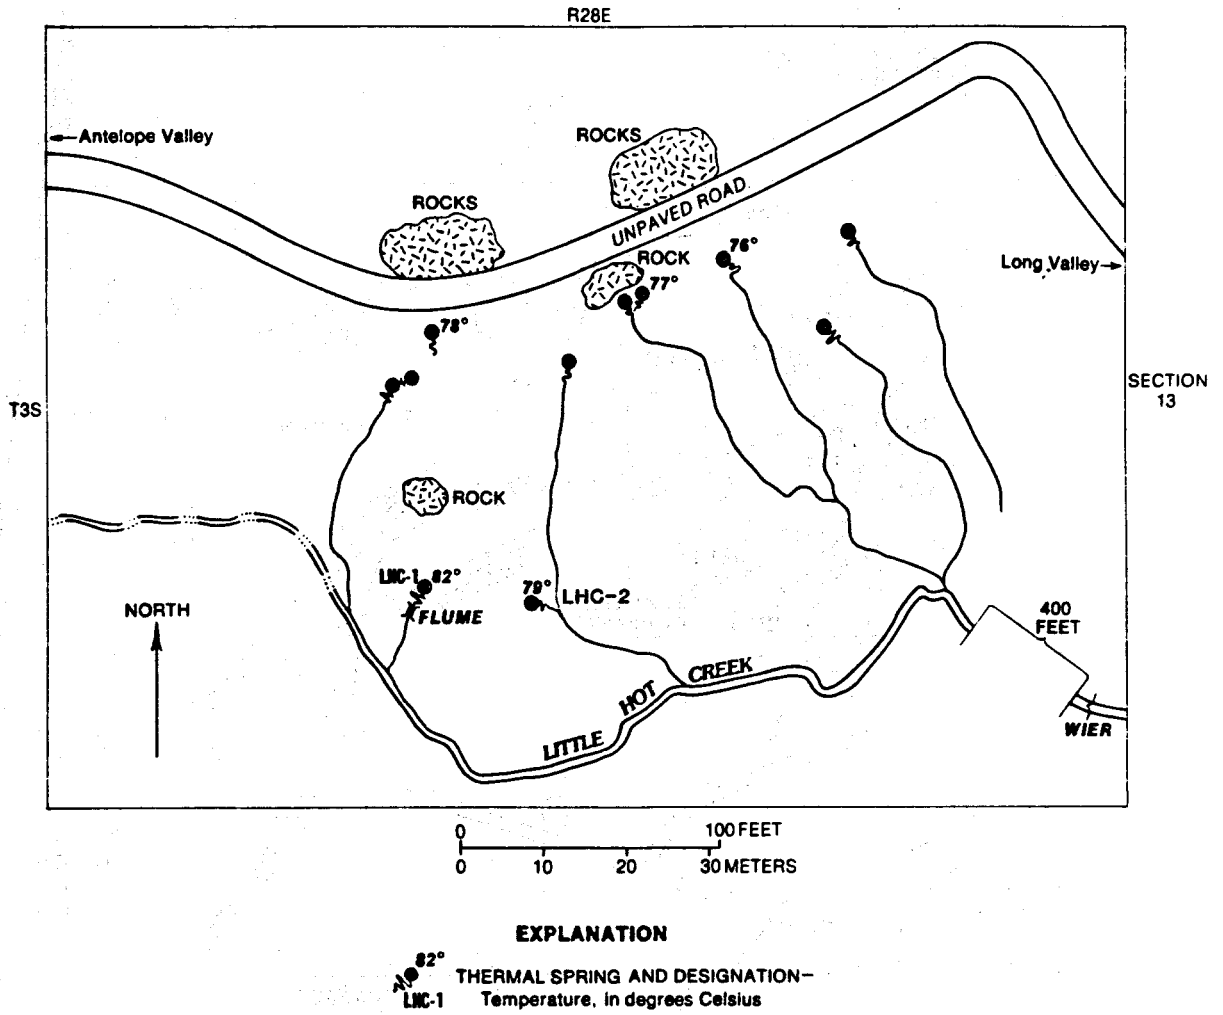 R28E
Antelope Valley
ROCKS
ROCKS
UNPAVED ROAD
ROCK
76°
77°
Long Valley
78°
SECTION
13
T3S
ROCK
LHC-1 82°
FLUME
79° LHC-2
NORTH
400
FEET
LITTLE HOT CREEK
WIER
0 100 FEET
0 10 20 30 METERS
EXPLANATION
82°
LHC-1
THERMAL SPRING AND DESIGNATION—
Temperature, in degrees Celsius